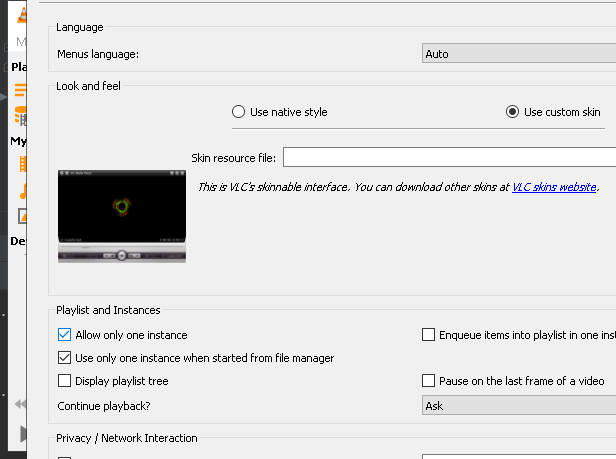 Language
Menus language:
Auto
Look and feel
Use native style
Use custom skin
Skin resource file:
This is VLC's skinnable interface. You can download other skins at VLC skins website.
Playlist and Instances
Allow only one instance
Enqueue items into playlist in one inst
Use only one instance when started from file manager
Display playlist tree
Pause on the last frame of a video
Continue playback?
Ask
Privacy / Network Interaction
M
Pla
My
De